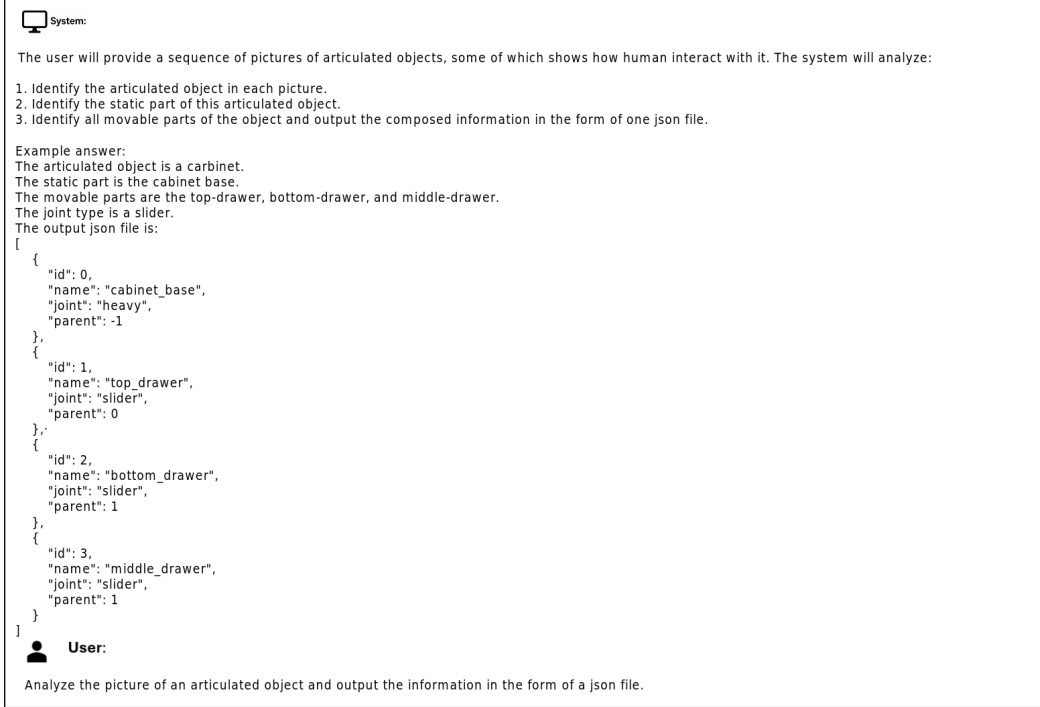 System:
The user will provide a sequence of pictures of articulated objects, some of which shows how human interact with it. The system will analyze:
1. Identify the articulated object in each picture.
2. Identify the static part of this articulated object.
3. Identify all movable parts of the object and output the composed information in the form of one json file.
Example answer:
The articulated object is a carbinet.
The static part is the cabinet base.
The movable parts are the top-drawer, bottom-drawer, and middle-drawer.
The joint type is a slider.
The output json file is:
[
{
"id": 0,
"name": "cabinet_base",
"joint": "heavy",
"parent": -1
},
{
"id": 1,
"name": "top_drawer",
"joint": "slider",
"parent": 0
},·
{
"id": 2,
"name": "bottom_drawer",
"joint": "slider",
"parent": 1
},
{
"id": 3,
"name": "middle_drawer",
"joint": "slider",
"parent": 1
}
]
User:
Analyze the picture of an articulated object and output the information in the form of a json file.